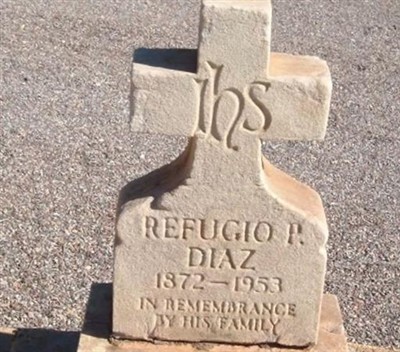 ihs
REFUGIO P.
DIAZ
1872—1953
IN REMEMBRANCE
BY HIS FAMILY